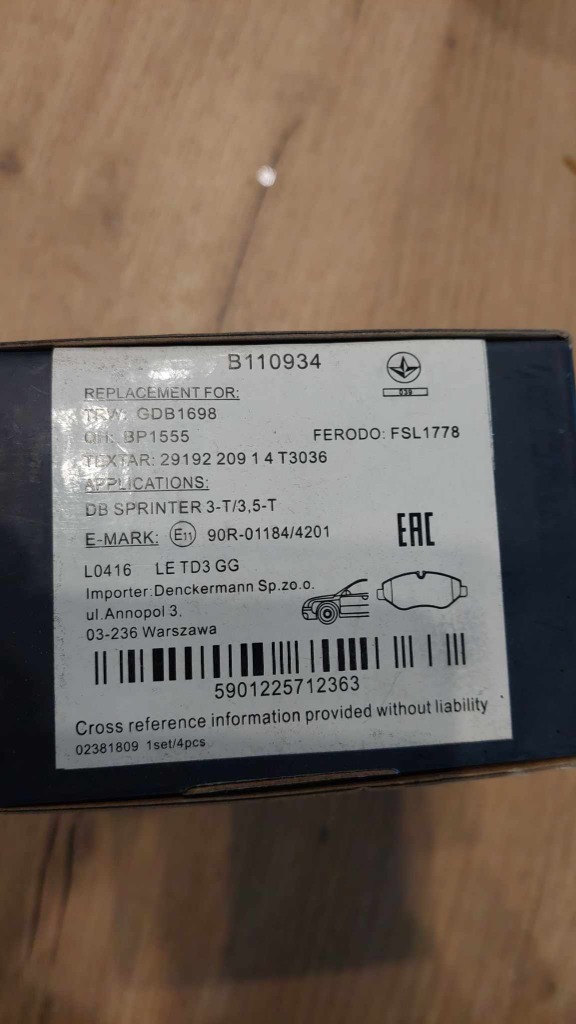 B110934
039
REPLACEMENT FOR:
TRW: GDB1698
QH: BP1555 FERODO: FSL1778
TEXTAR: 29192 209 1 4 T3036
APPLICATIONS:
DB SPRINTER 3-T/3,5-T
E-MARK: E11 90R-01184/4201
EAC
L0416 LE TD3 GG
Importer:Denckermann Sp.zo.o.
ul.Annopol 3,
03-236 Warszawa
5901225712363
Cross reference information provided without liability
02381809 1set/4pcs